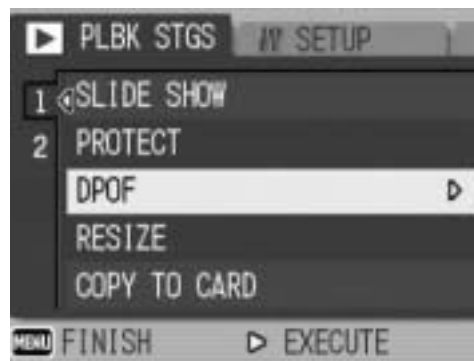 PLBK STGS SETUP
1 SLIDE SHOW
2 PROTECT
DPOF
RESIZE
COPY TO CARD
MENU FINISH EXECUTE